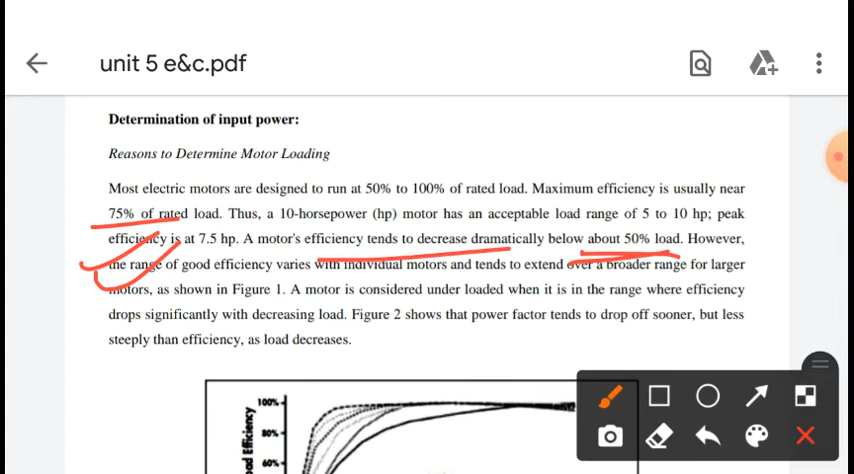 unit 5 e&c.pdf
Determination of input power:
Reasons to Determine Motor Loading
Most electric motors are designed to run at 50% to 100% of rated load. Maximum efficiency is usually near
75% of rated load. Thus, a 10-horsepower (hp) motor has an acceptable load range of 5 to 10 hp; peak
efficiency is at 7.5 hp. A motor's efficiency tends to decrease dramatically below about 50% load. However,
the range of good efficiency varies with individual motors and tends to extend over a broader range for larger
motors, as shown in Figure 1. A motor is considered under loaded when it is in the range where efficiency
drops significantly with decreasing load. Figure 2 shows that power factor tends to drop off sooner, but less
steeply than efficiency, as load decreases.
100%
80%
60%
Efficiency